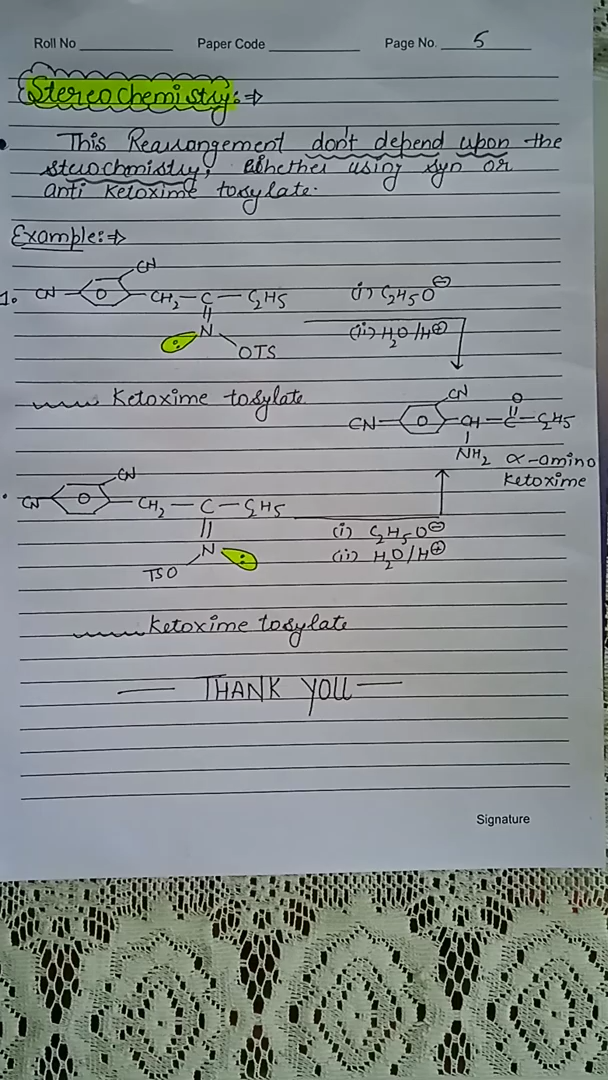 Roll No Paper Code Page No. 5
Stereochemistry:⇒
• This Rearrangement don't depend upon the
steriochmistry, Whether using syn or
anti Ketoxime tosylate.
Example:⇒
CN
1. CN O CH₂ — C — C₂H₅ (i) C₂H₅O⊖
N (ii) H₂O/H⊕
OTS
Ketoxime tosylate
CN O
CN O CH — C — C₂H₅
NH₂ α-amino
Ketoxime
CN
CN O CH₂ — C — C₂H₅
(i) C₂H₅O⊖
N (ii) H₂O/H⊕
TSO
Ketoxime tosylate
— THANK YOU —
Signature